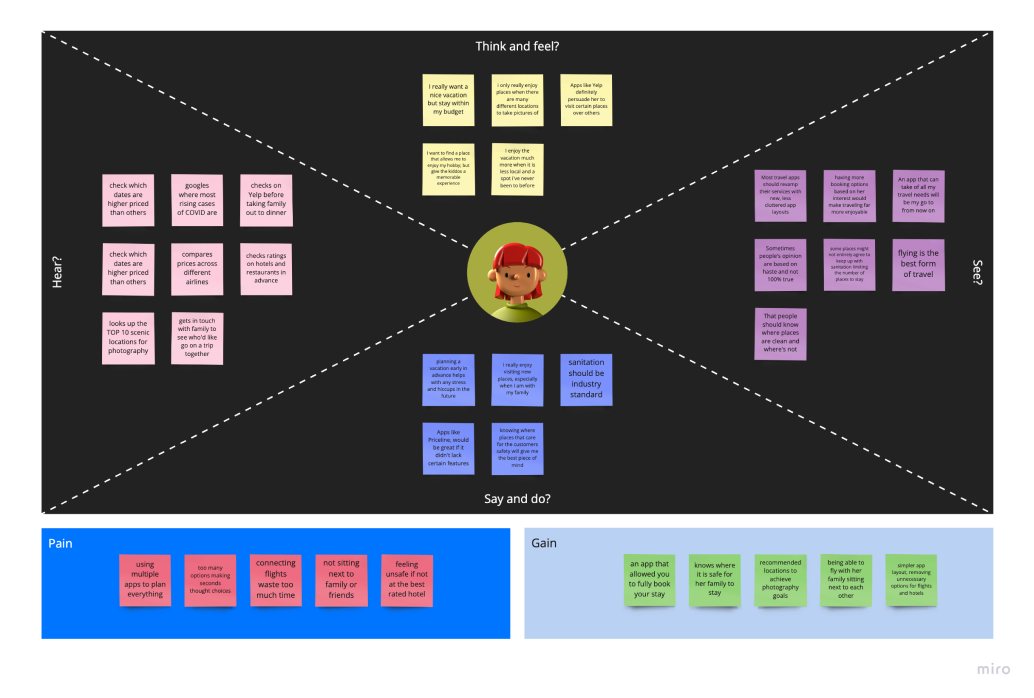 Think and feel?
I really want a
nice vacation
but stay within
my budget
I only really enjoy
places when there
are many
different locations
to take pictures of
Apps like Yelp
definitely
persuade her to
visit certain places
over others
I want to find a place
that allows me to
enjoy my hobby; but
give the kiddos a
memorable
experience
I enjoy the
vacation much
more when it is
less local and a
spot i've never
been to before
Hear?
check which
dates are
higher priced
than others
googles
where most
rising cases
of COVID are
checks on
Yelp before
taking family
out to dinner
check which
dates are
higher priced
than others
compares
prices across
different
airlines
checks ratings
on hotels and
restaurants in
advance
looks up the
TOP 10 scenic
locations for
photography
gets in touch
with family to
see who'd like
go on a trip
together
See?
Most travel apps
should revamp
their services with
new, less
cluttered app
layouts
having more
booking options
based on her
interest would
make traveling far
more enjoyable
An app that can
take of all my
travel needs will
be my go to
from now on
Sometimes
people's opinion
are based on
haste and not
100% true
some places might
not entirely agree to
keep up with
sanitation limiting
the number of
places to stay
flying is the
best form
of travel
That people
should know
where places
are clean and
where's not
planning a
vacation early in
advance helps
with any stress
and hiccups in the
future
I really enjoy
visiting new
places, especially
when I am with
my family
sanitation
should be
industry
standard
Apps like
Priceline, would
be great if it
didn't lack
certain features
knowing where
places that care
for the customers
safety will give me
the best piece of
mind
Say and do?
Pain
using
multiple
apps to plan
everything
too many
options making
seconds
thought choices
connecting
flights
waste too
much time
not sitting
next to
family or
friends
feeling
unsafe if not
at the best
rated hotel
Gain
an app that
allowed you
to fully book
your stay
knows where
it is safe for
her family to
stay
recommended
locations to
achieve
photography
goals
being able to
fly with her
family sitting
next to each
other
simpler app
layout, removing
unnecessary
options for flights
and hotels
miro